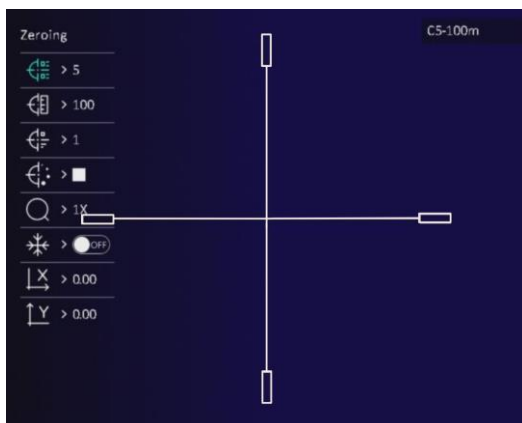 Zeroing
C5-100m
> 5
> 100
> 1
>
> 1X
> OFF
X > 0.00
Y > 0.00